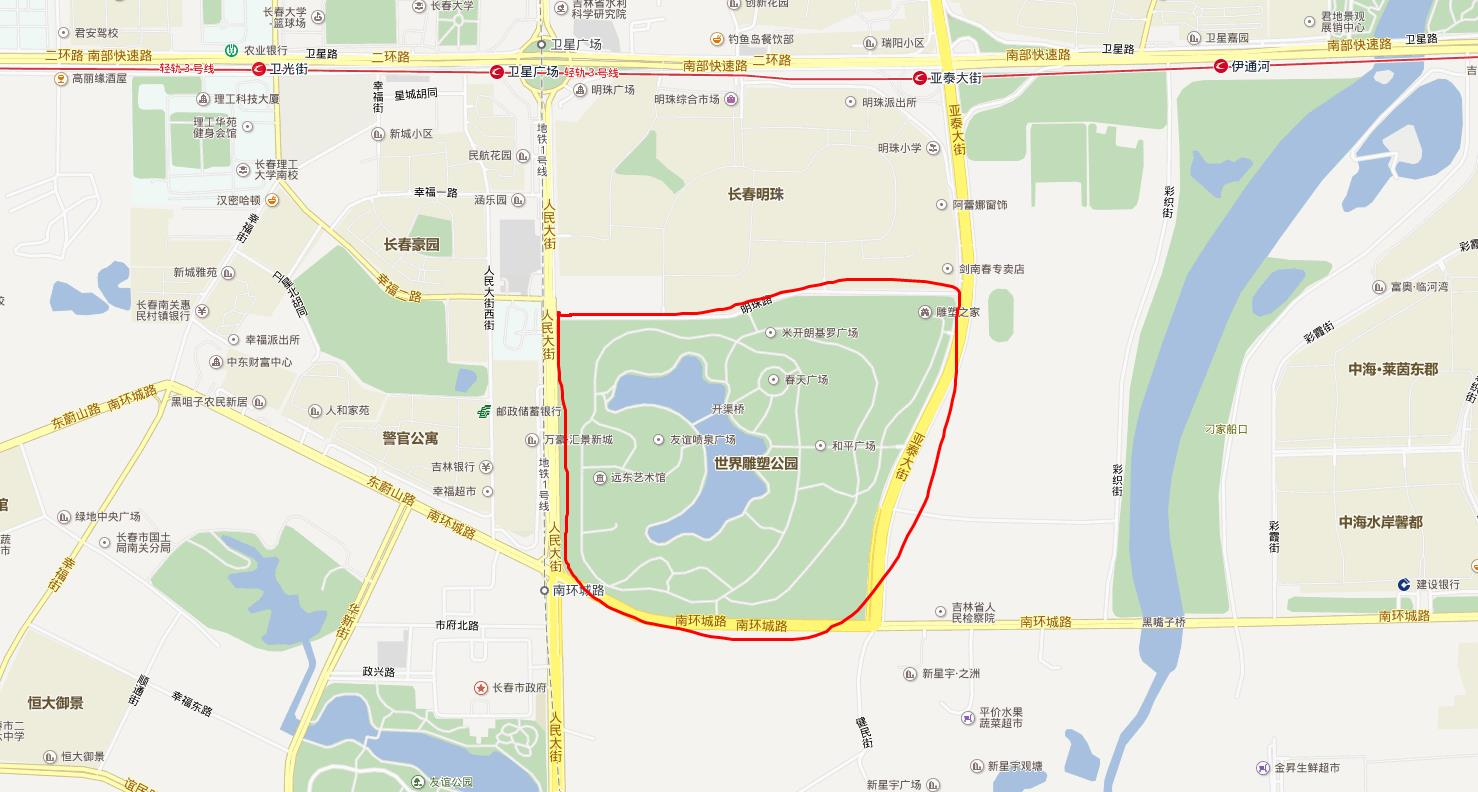 长春大学
-篮球场
长春大学
吉林省水利
科学研究院
创新花园
君地景观
展销中心
君安驾校
卫星广场
钓鱼岛餐饮部
瑞阳小区
卫星嘉园
二环路 南部快速路
农业银行
卫星路
二环路
南部快速路 二环路
南部快速路
卫星路
南部快速路
卫星路
轻轨3号线
卫光街
卫星广场
轻轨3号线
亚泰大街
伊通河
高丽缘酒屋
理工科技大厦
幸福街
星城胡同
明珠广场
明珠综合市场
明珠派出所
亚泰大街
理工华苑
健身会馆
新城小区
地铁1号线
民航花园
明珠小学
长春理工
大学南校
长春明珠
幸福一路
汉密哈顿
涵乐园
人民大街
阿蕾娜窗饰
彩织街
幸福街
长春豪园
彩霞
新城雅苑
卫星北胡同
人民大街西街
剑南春专卖店
幸福二路
富奥·临河湾
长春南关惠
民村镇银行
明珠路
雕塑之家
人民大街
米开朗基罗广场
彩霞街
幸福派出所
中东财富中心
春天广场
中海·莱茵东郡
东蔚山路 南环城路
黑咀子农民新居
人和家苑
邮政储蓄银行
开渠桥
彩霞街
警官公寓
万豪·汇景新城
友谊喷泉广场
和平广场
亚泰大街
刁家船口
吉林银行
世界雕塑公园
幸福超市
地铁1号线
远东艺术馆
彩织街
东蔚山路
南环城路
绿地中央广场
长春市国土
局南关分局
人民大街
中海水岸馨都
彩霞街
幸福街
南环城路
建设银行
华新街
市府北路
南环城路 南环城路
吉林省人
民检察院
南环城路
黑嘴子桥
南环城路
政兴路
新星宇·之洲
顺通街
长春市政府
恒大御景
幸福东路
人民大街
健民街
平价水果
蔬菜超市
恒大御景
友谊公园
新星宇观塘
金昇生鲜超市
谊民路
新星宇广场